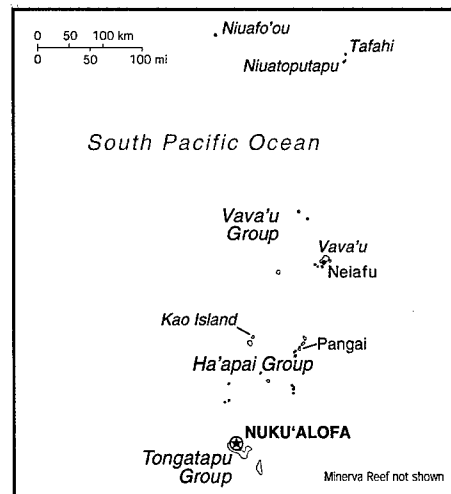 Niuafo'ou
Tafahi
Niuatoputapu
0 50 100 km
0 50 100 mi
South Pacific Ocean
Vava'u
Group
Vava'u
Neiafu
Kao Island
Pangai
Ha'apai Group
NUKU'ALOFA
Tongatapu
Group
Minerva Reef not shown